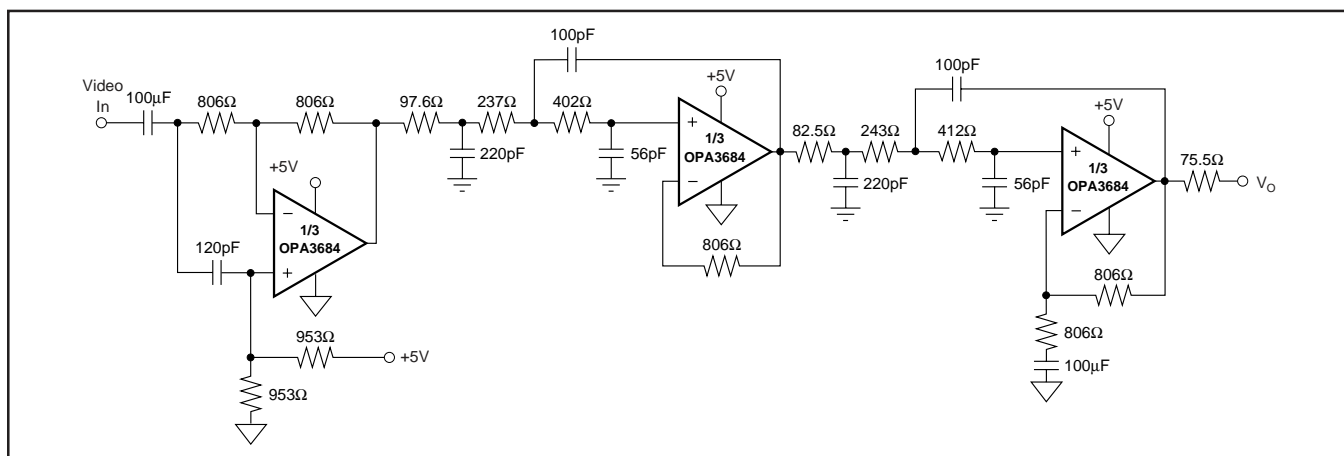 Video
In
100µF
806Ω
806Ω
+5V
1/3
OPA3684
120pF
953Ω
+5V
953Ω
97.6Ω
220pF
237Ω
100pF
402Ω
56pF
+5V
1/3
OPA3684
806Ω
82.5Ω
220pF
243Ω
100pF
412Ω
56pF
+5V
1/3
OPA3684
806Ω
806Ω
100µF
75.5Ω
VO